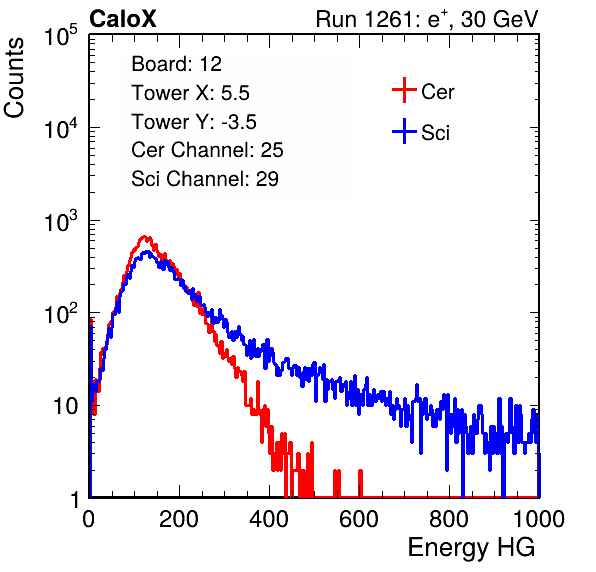 CaloX Run 1261: e⁺, 30 GeV
Counts
10⁵
10⁴
10³
10²
10
1
Board: 12
Tower X: 5.5
Tower Y: -3.5
Cer Channel: 25
Sci Channel: 29
Cer
Sci
0 200 400 600 800 1000
Energy HG